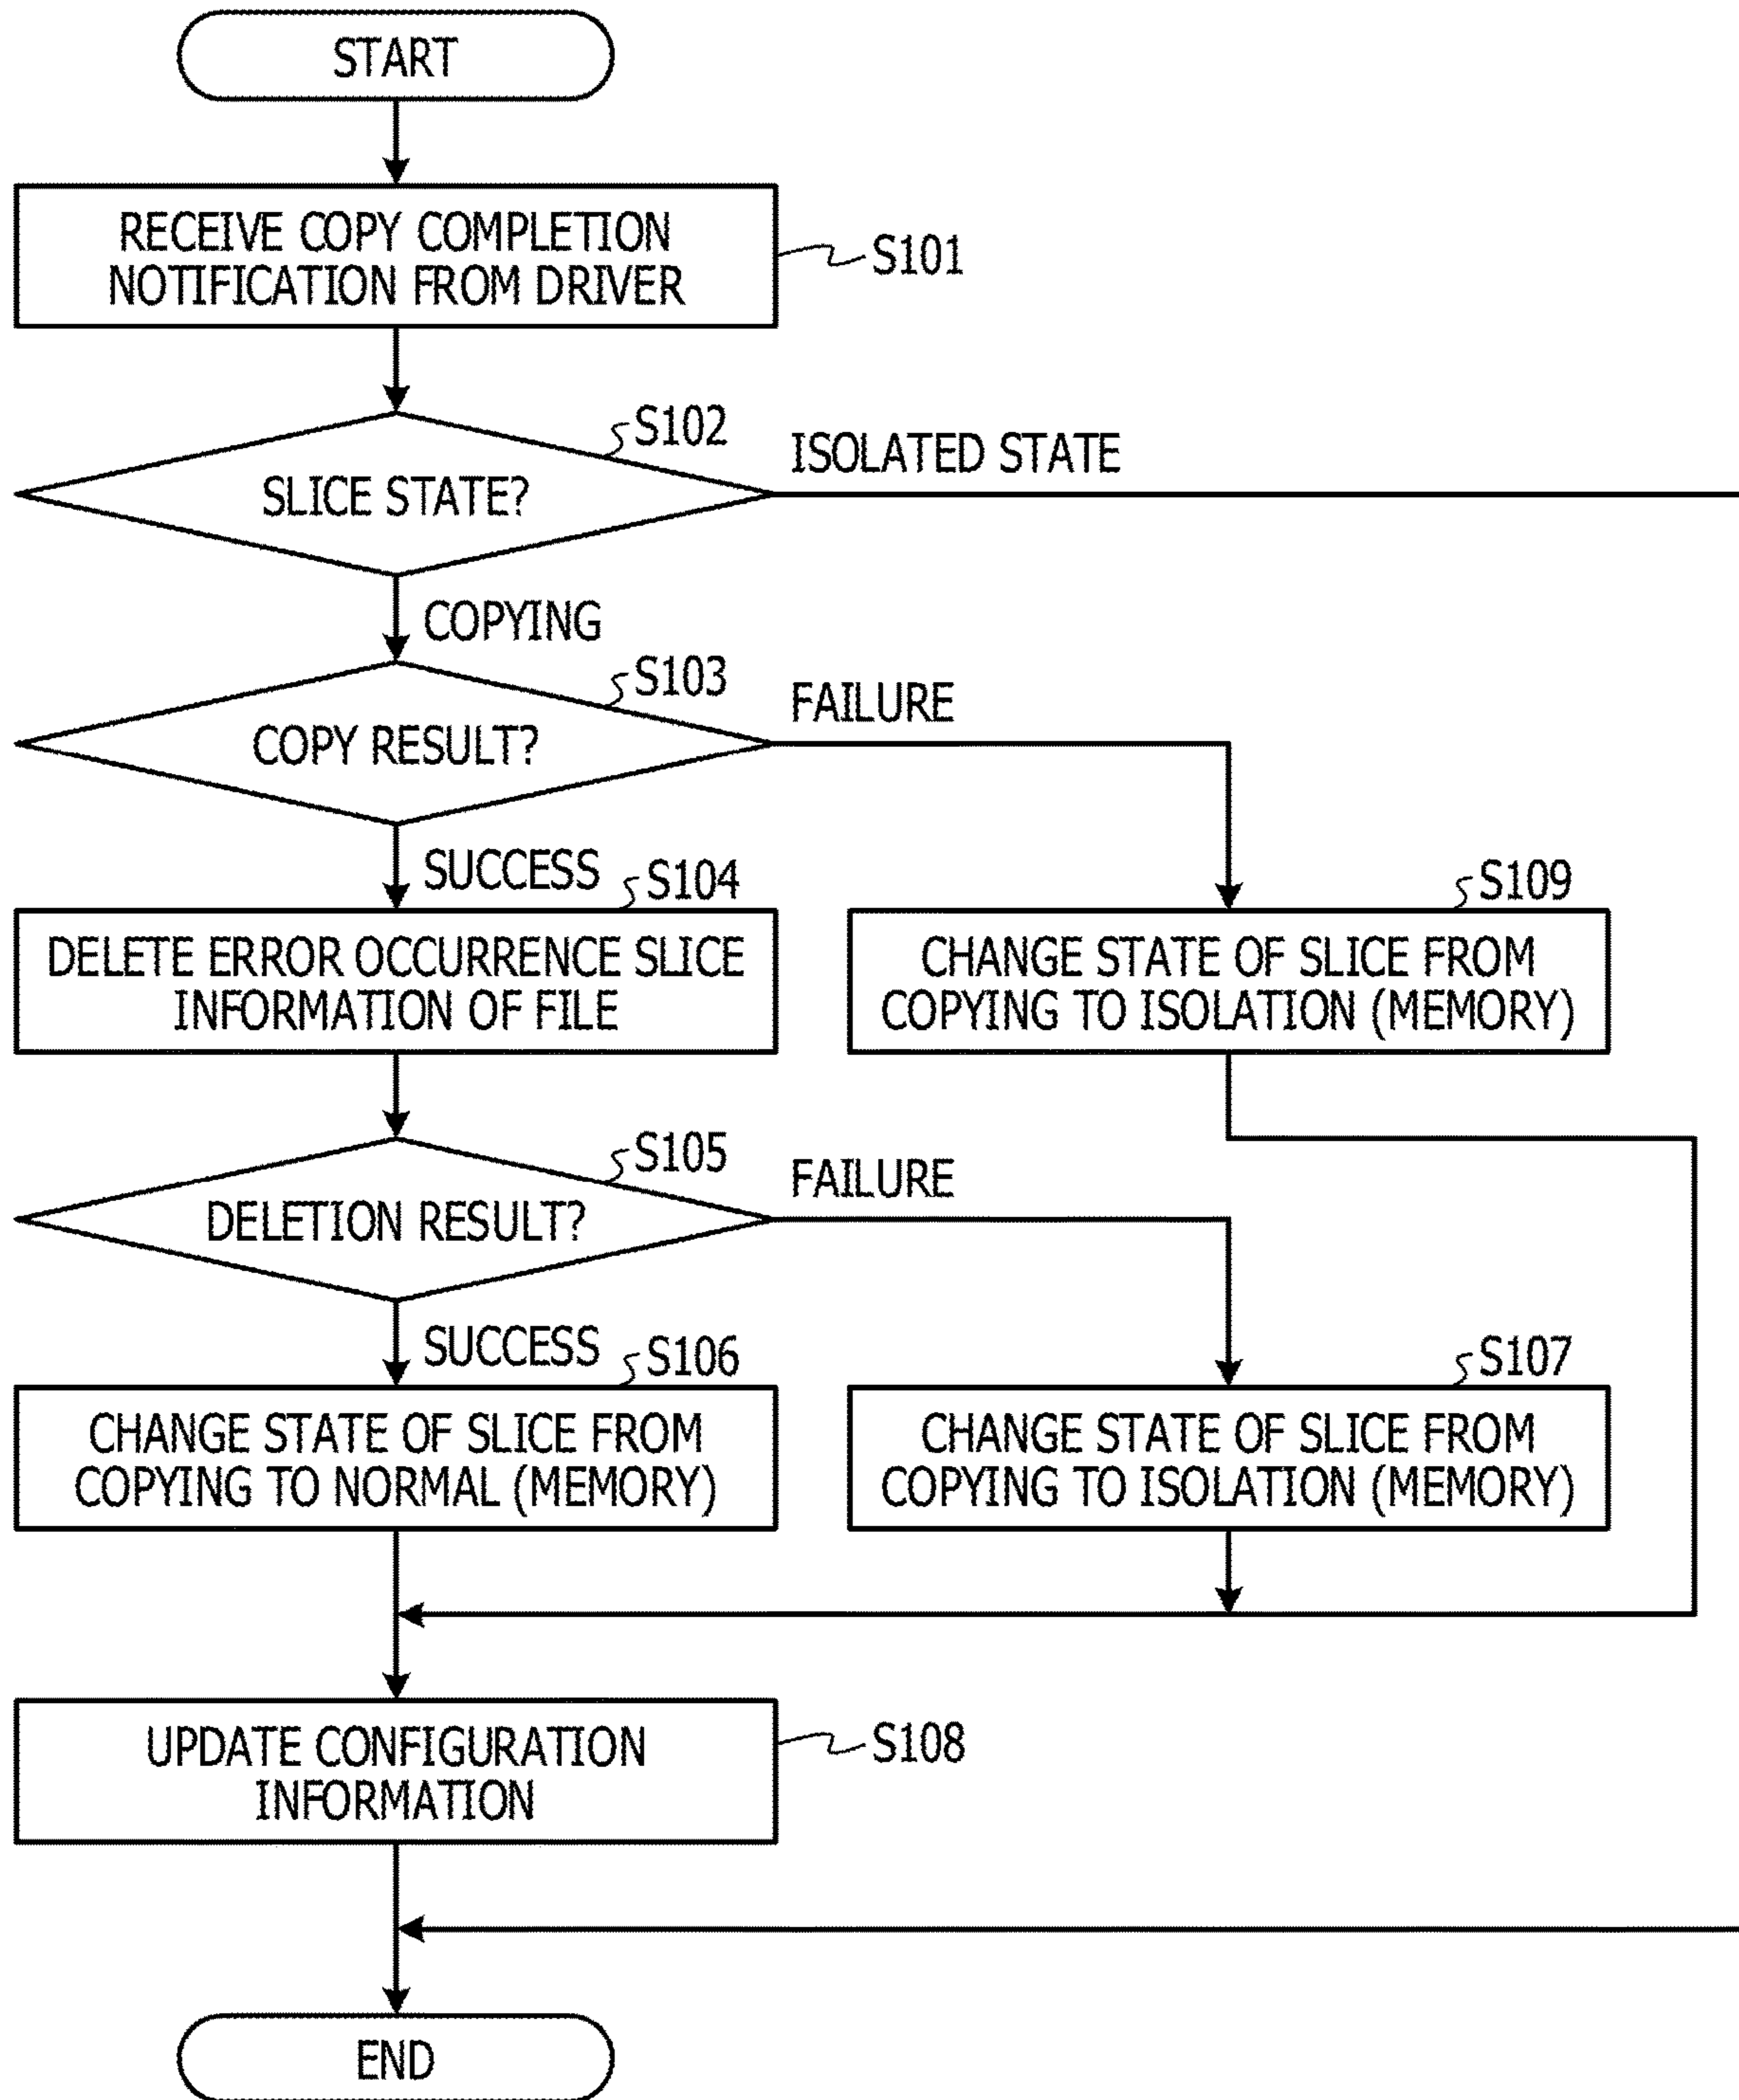 START
RECEIVE COPY COMPLETION
NOTIFICATION FROM DRIVER
S101
S102
ISOLATED STATE
SLICE STATE?
COPYING
S103
FAILURE
COPY RESULT?
SUCCESS
S104
S109
DELETE ERROR OCCURRENCE SLICE
INFORMATION OF FILE
CHANGE STATE OF SLICE FROM
COPYING TO ISOLATION (MEMORY)
S105
FAILURE
DELETION RESULT?
SUCCESS
S106
S107
CHANGE STATE OF SLICE FROM
COPYING TO NORMAL (MEMORY)
CHANGE STATE OF SLICE FROM
COPYING TO ISOLATION (MEMORY)
UPDATE CONFIGURATION
INFORMATION
S108
END